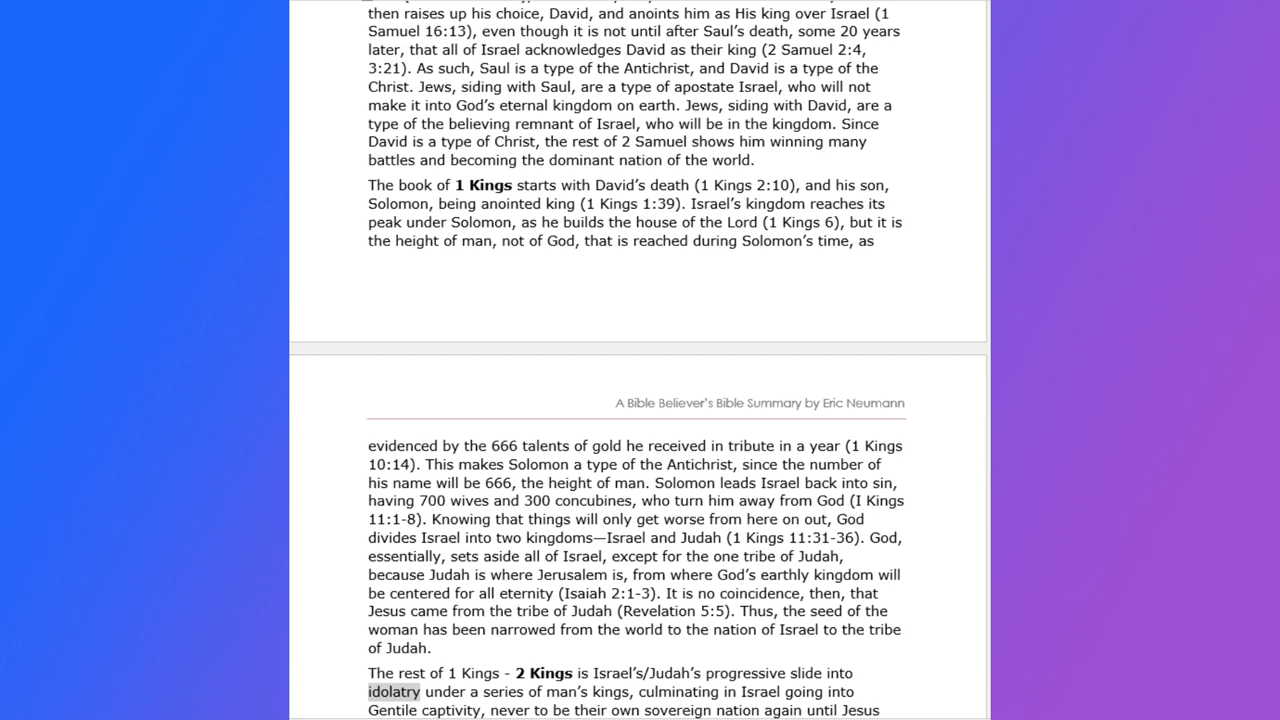 then raises up his choice, David, and anoints him as His king over Israel (1
Samuel 16:13), even though it is not until after Saul's death, some 20 years
later, that all of Israel acknowledges David as their king (2 Samuel 2:4,
3:21). As such, Saul is a type of the Antichrist, and David is a type of the
Christ. Jews, siding with Saul, are a type of apostate Israel, who will not
make it into God's eternal kingdom on earth. Jews, siding with David, are a
type of the believing remnant of Israel, who will be in the kingdom. Since
David is a type of Christ, the rest of 2 Samuel shows him winning many
battles and becoming the dominant nation of the world.
The book of 1 Kings starts with David's death (1 Kings 2:10), and his son,
Solomon, being anointed king (1 Kings 1:39). Israel's kingdom reaches its
peak under Solomon, as he builds the house of the Lord (1 Kings 6), but it is
the height of man, not of God, that is reached during Solomon's time, as
A Bible Believer's Bible Summary by Eric Neumann
evidenced by the 666 talents of gold he received in tribute in a year (1 Kings
10:14). This makes Solomon a type of the Antichrist, since the number of
his name will be 666, the height of man. Solomon leads Israel back into sin,
having 700 wives and 300 concubines, who turn him away from God (I Kings
11:1-8). Knowing that things will only get worse from here on out, God
divides Israel into two kingdoms—Israel and Judah (1 Kings 11:31-36). God,
essentially, sets aside all of Israel, except for the one tribe of Judah,
because Judah is where Jerusalem is, from where God's earthly kingdom will
be centered for all eternity (Isaiah 2:1-3). It is no coincidence, then, that
Jesus came from the tribe of Judah (Revelation 5:5). Thus, the seed of the
woman has been narrowed from the world to the nation of Israel to the tribe
of Judah.
The rest of 1 Kings - 2 Kings is Israel's/Judah's progressive slide into
idolatry under a series of man's kings, culminating in Israel going into
Gentile captivity, never to be their own sovereign nation again until Jesus